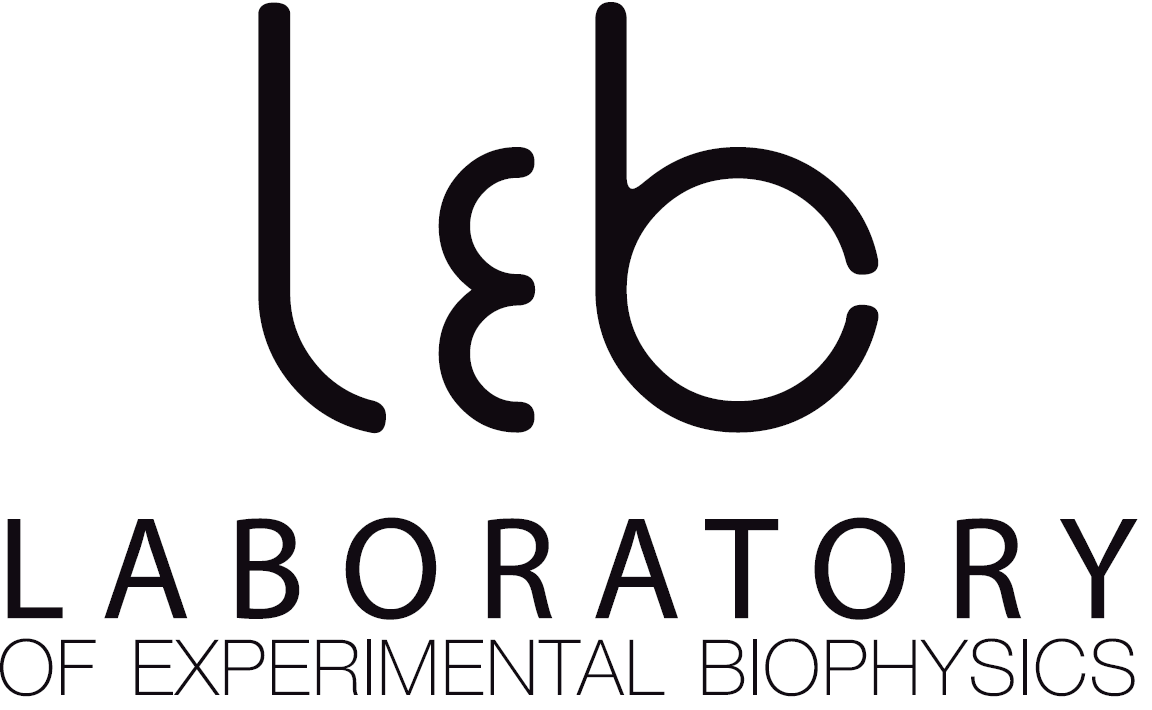 leb
LABORATORY
OF EXPERIMENTAL BIOPHYSICS